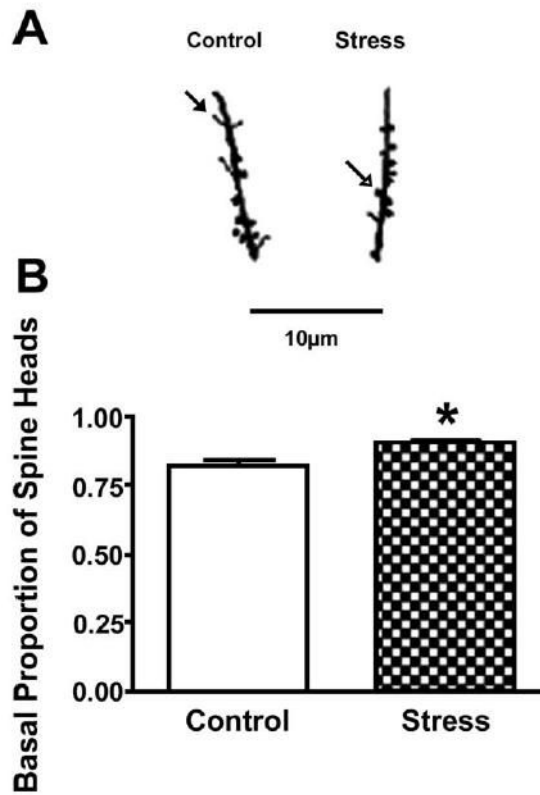 A
Control Stress
10µm
B
Basal Proportion of Spine Heads
1.00
*
0.75
0.50
0.25
0.00
Control Stress